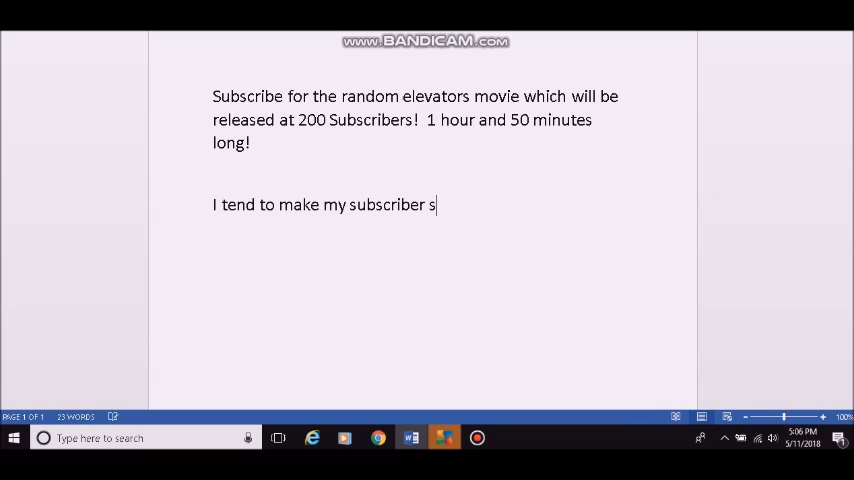 www.BANDICAM.com
Subscribe for the random elevators movie which will be
released at 200 Subscribers!  1 hour and 50 minutes
long!
I tend to make my subscriber s
PAGE 1 OF 1 23 WORDS 100%
Type here to search
5:06 PM
5/11/2018